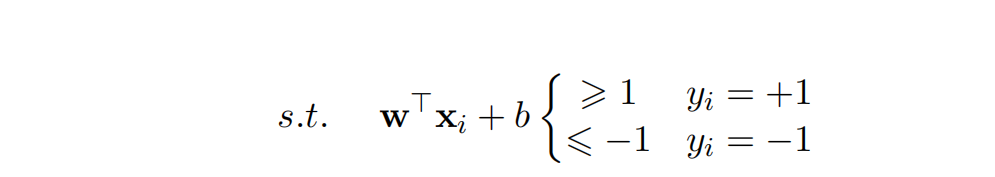 s.t. w⊤xᵢ + b { ⩾ 1 yᵢ = +1
⩽ −1 yᵢ = −1